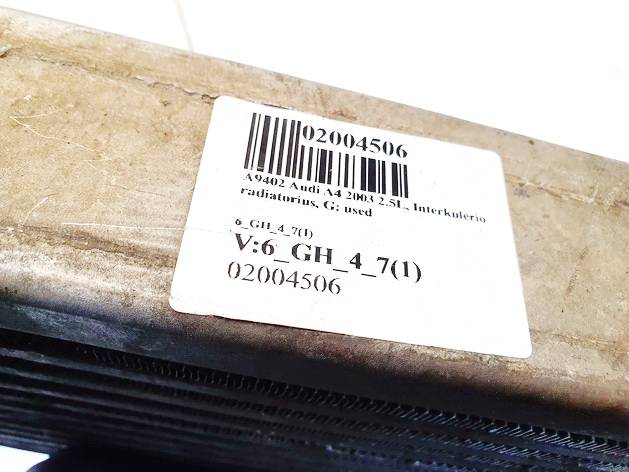 02004506
A9402 Audi A4 2003 2.5L, Interkulerio
radiatorius, G; used
6_GH_4_7(1)
V:6_GH_4_7(1)
02004506